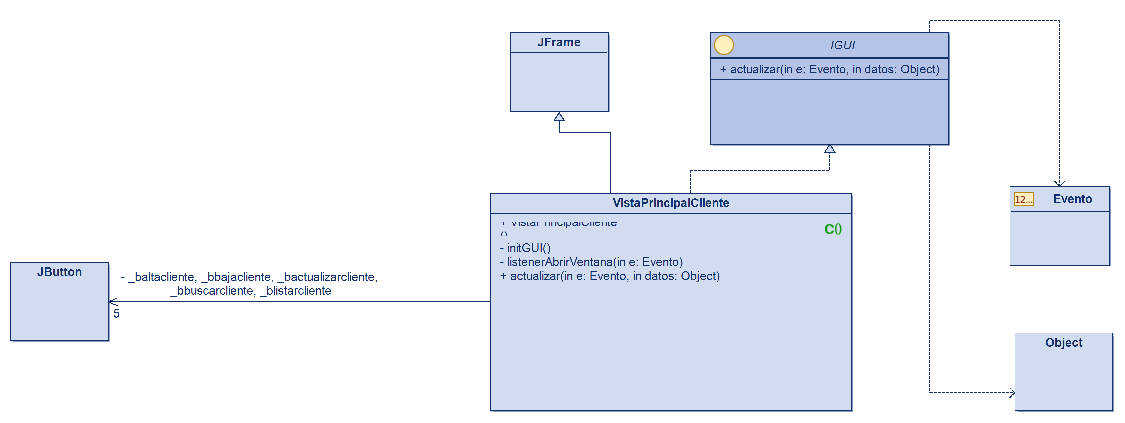 JFrame
IGUI
+ actualizar(in e: Evento, in datos: Object)
12... Evento
VistaPrincipalCliente
+ VistaPrincipalCliente
()
C()
- initGUI()
- listenerAbrirVentana(in e: Evento)
+ actualizar(in e: Evento, in datos: Object)
JButton
- _baltacliente, _bbajacliente, _bactualizarcliente,
_bbuscarcliente, _blistarcliente
5
Object